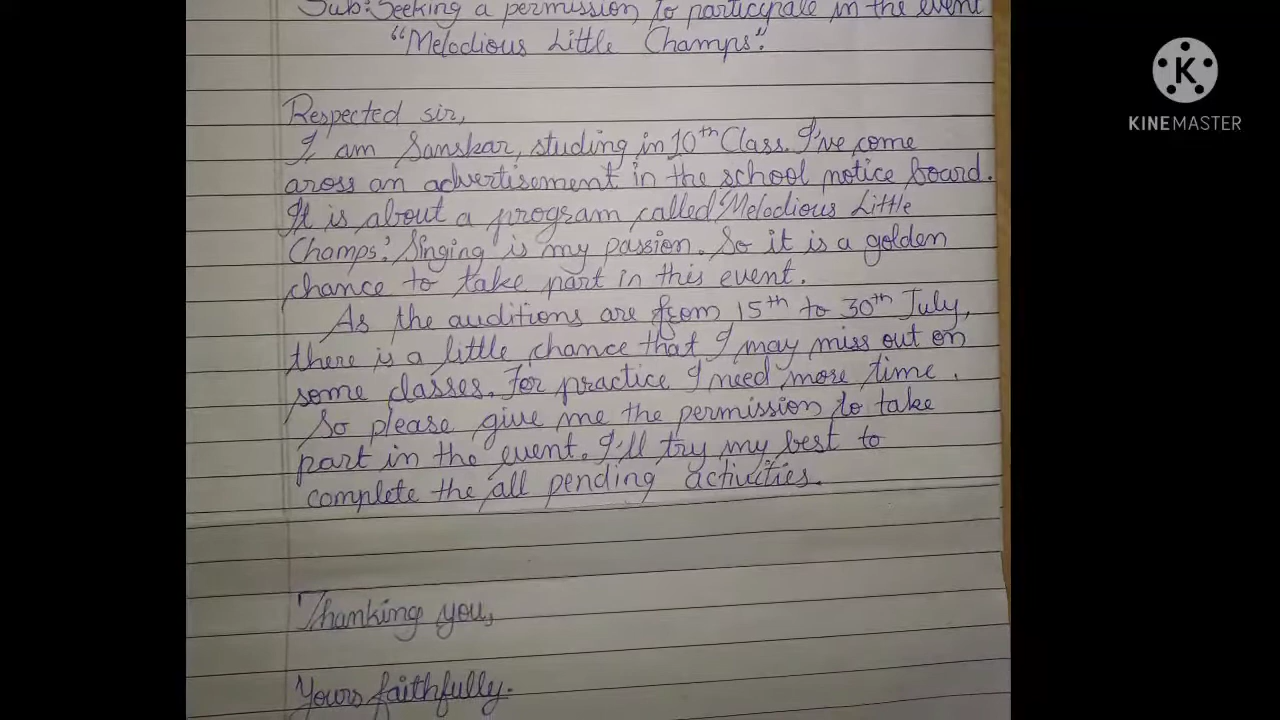 Sub: Seeking a permission to participate in the event
"Melodious Little Champs".
Respected sir,
I am Sanskar, studing in 10th Class. I've come
aross an advertisement in the school notice board.
It is about a program called 'Melodious Little
Champs'. Singing is my passion. So it is a golden
chance to take part in this event.
As the auditions are from 15th to 30th July,
there is a little chance that I may miss out on
some classes. For practice I need more time.
So please give me the permission to take
part in the event. I'll try my best to
complete the all pending activities.
Thanking you,
Yours faithfully.
K
KINEMASTER